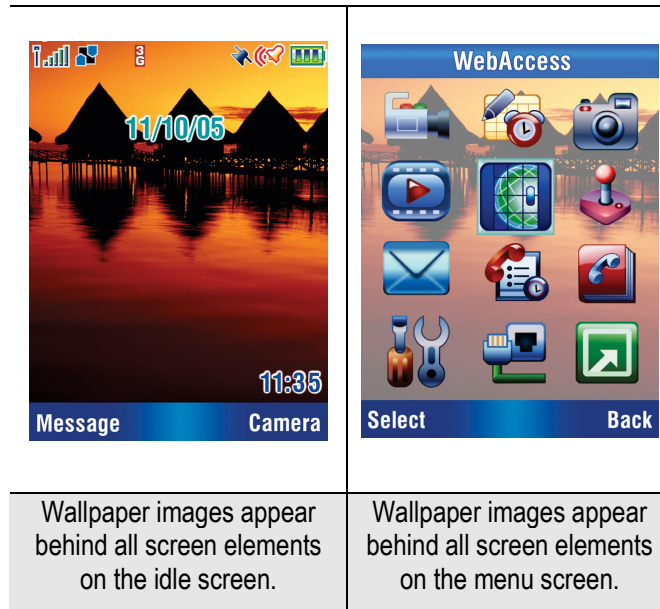 3
G
11/10/05
11:35
Message Camera
WebAccess
Select Back
Wallpaper images appear
behind all screen elements
on the idle screen.
Wallpaper images appear
behind all screen elements
on the menu screen.